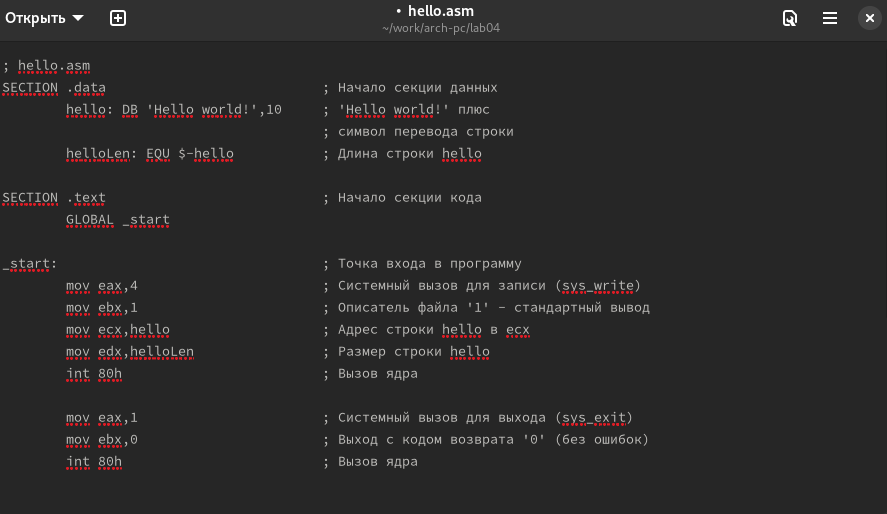 Открыть
• hello.asm
~/work/arch-pc/lab04
; hello.asm
SECTION .data ; Начало секции данных
hello: DB 'Hello world!',10 ; 'Hello world!' плюс
; символ перевода строки
helloLen: EQU $-hello ; Длина строки hello
SECTION .text ; Начало секции кода
GLOBAL _start
_start: ; Точка входа в программу
mov eax,4 ; Системный вызов для записи (sys_write)
mov ebx,1 ; Описатель файла '1' - стандартный вывод
mov ecx,hello ; Адрес строки hello в ecx
mov edx,helloLen ; Размер строки hello
int 80h ; Вызов ядра
mov eax,1 ; Системный вызов для выхода (sys_exit)
mov ebx,0 ; Выход с кодом возврата '0' (без ошибок)
int 80h ; Вызов ядра